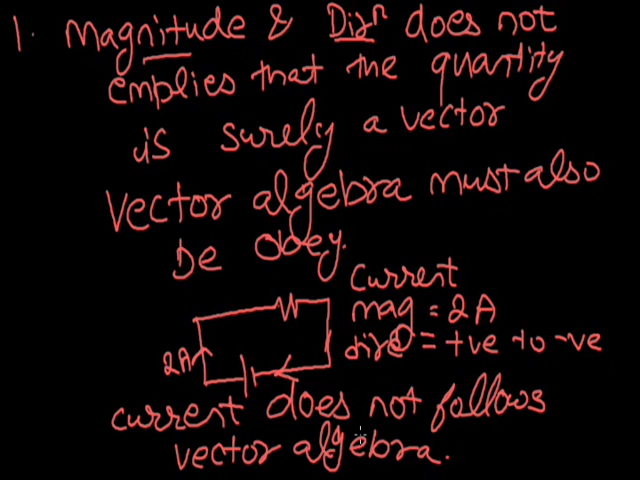 1. Magnitude & Dirⁿ does not
emplies that the quantity
is surely a vector
vector algebra must also
be obey.
current
mag = 2A
dirⁿ = +ve to -ve
2A
current does not follows
vector algebra.